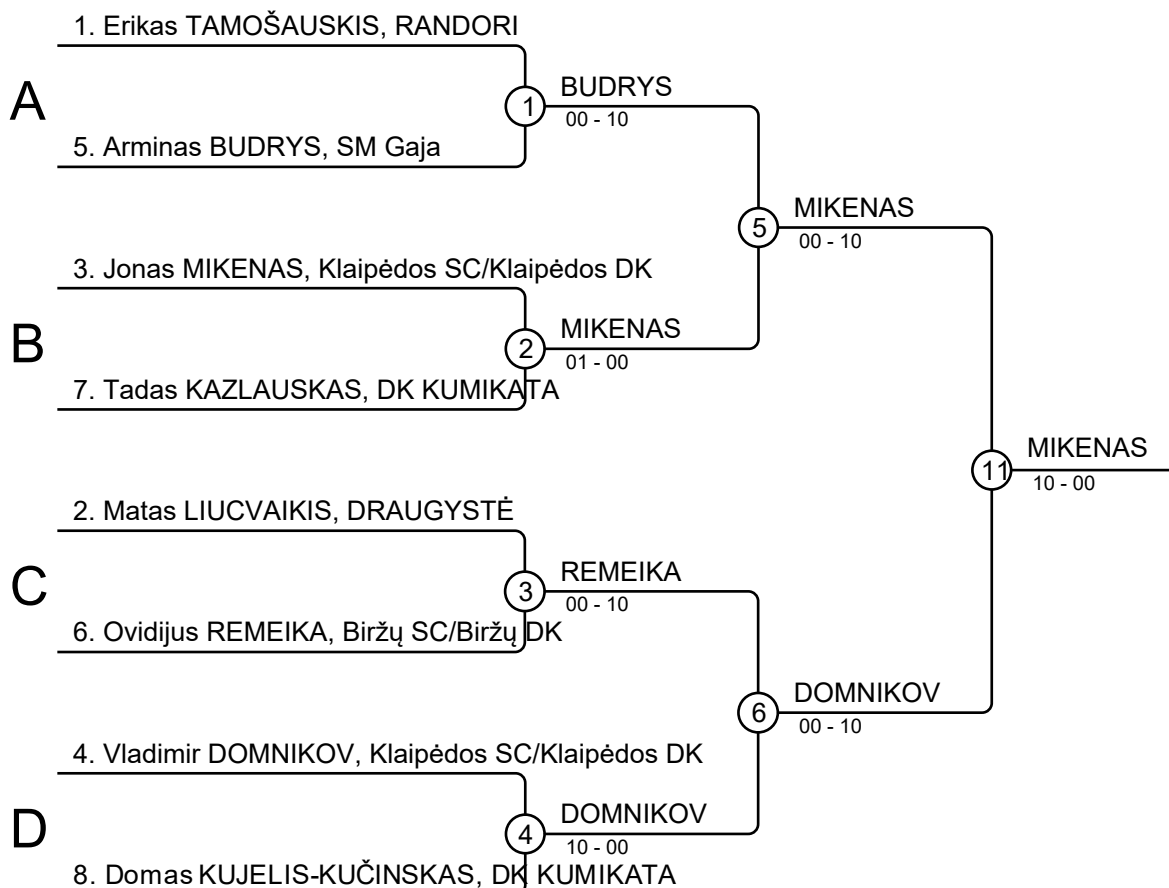 1. Erikas TAMOŠAUSKIS, RANDORI
A
1
BUDRYS
00 - 10
5. Arminas BUDRYS, SM Gaja
5
MIKENAS
00 - 10
3. Jonas MIKENAS, Klaipėdos SC/Klaipėdos DK
B
2
MIKENAS
01 - 00
7. Tadas KAZLAUSKAS, DK KUMIKATA
11
MIKENAS
10 - 00
2. Matas LIUCVAIKIS, DRAUGYSTĖ
C
3
REMEIKA
00 - 10
6. Ovidijus REMEIKA, Biržų SC/Biržų DK
6
DOMNIKOV
00 - 10
4. Vladimir DOMNIKOV, Klaipėdos SC/Klaipėdos DK
D
4
DOMNIKOV
10 - 00
8. Domas KUJELIS-KUČINSKAS, DK KUMIKATA